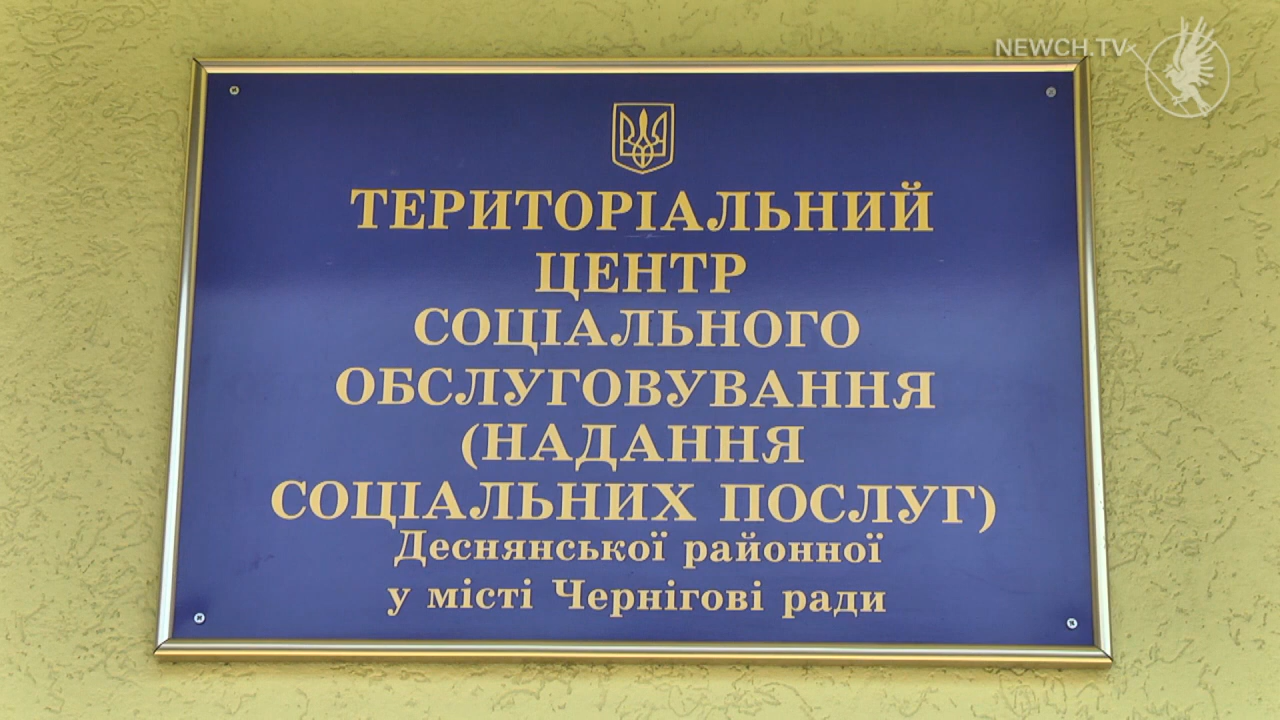 NEWCH.TV
ТЕРИТОРІАЛЬНИЙ
ЦЕНТР
СОЦІАЛЬНОГО
ОБСЛУГОВУВАННЯ
(НАДАННЯ
СОЦІАЛЬНИХ ПОСЛУГ)
Деснянської районної
у місті Чернігові ради